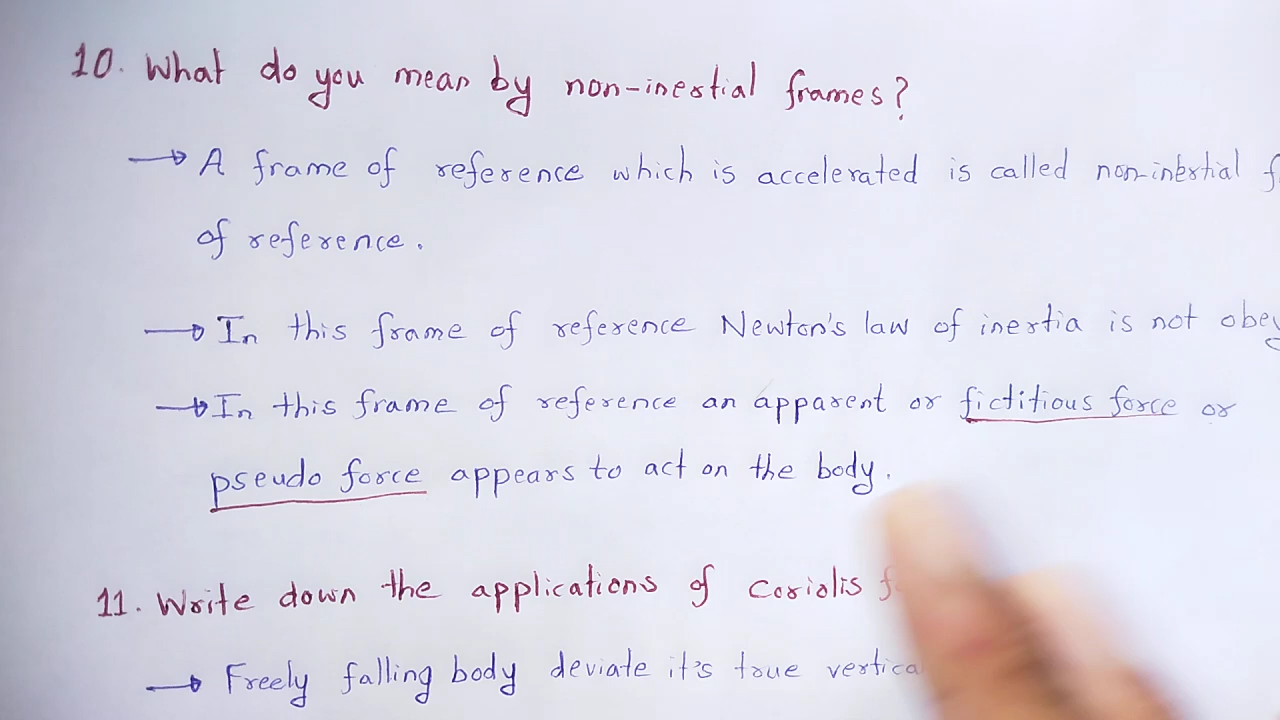 10. What do you mean by non-inertial frames?
→ A frame of reference which is accelerated is called non-inertial
of reference.
→ In this frame of reference Newton's law of inertia is not
→ In this frame of reference an apparent or fictitious force or
pseudo force appears to act on the body.
11. Write down the applications of Coriolis
→ Freely falling body deviate it's true